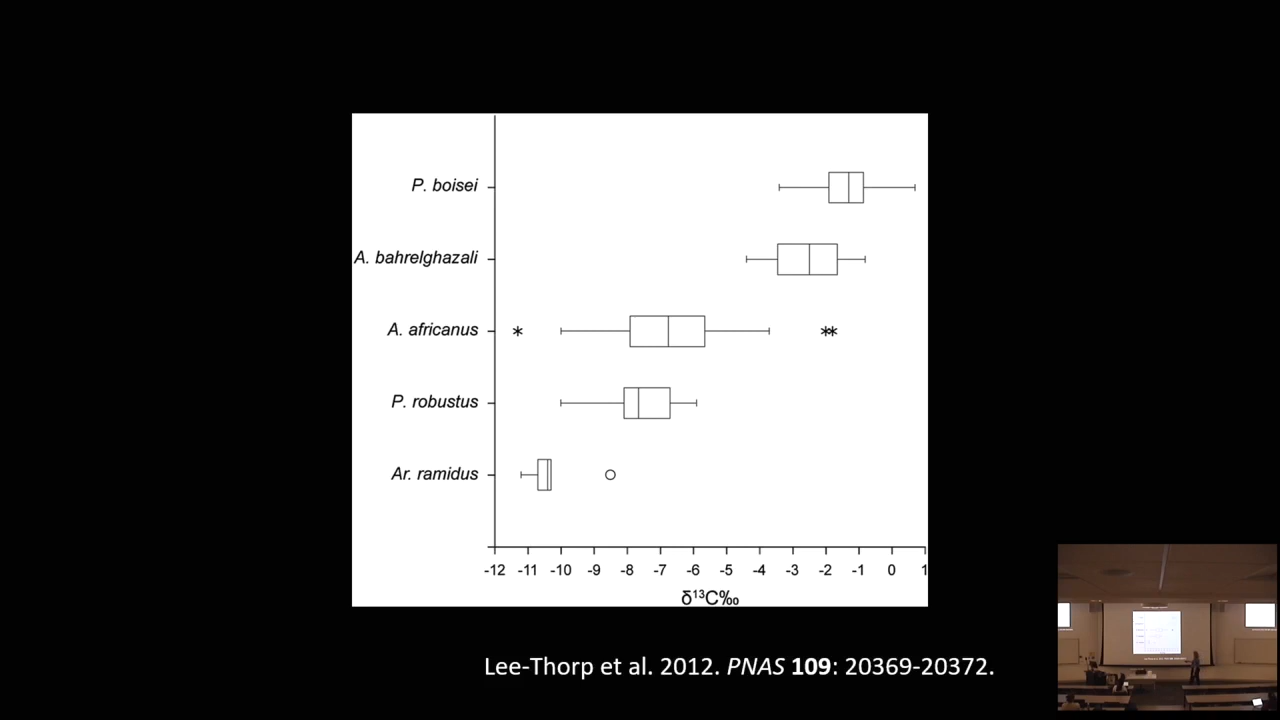 P. boisei
A. bahrelghazali
A. africanus
P. robustus
Ar. ramidus
-12 -11 -10 -9 -8 -7 -6 -5 -4 -3 -2 -1 0 1
δ¹³C‰
Lee-Thorp et al. 2012. PNAS 109: 20369-20372.